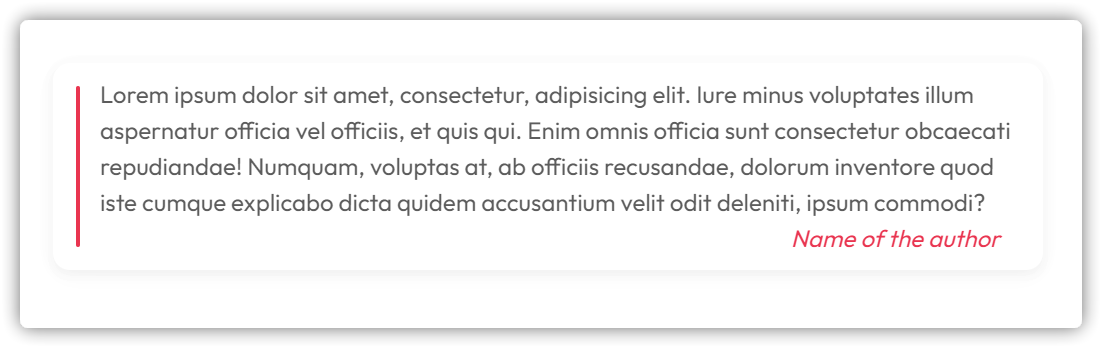 Lorem ipsum dolor sit amet, consectetur, adipisicing elit. Iure minus voluptates illum
aspernatur officia vel officiis, et quis qui. Enim omnis officia sunt consectetur obcaecati
repudiandae! Numquam, voluptas at, ab officiis recusandae, dolorum inventore quod
iste cumque explicabo dicta quidem accusantium velit odit deleniti, ipsum commodi?
Name of the author